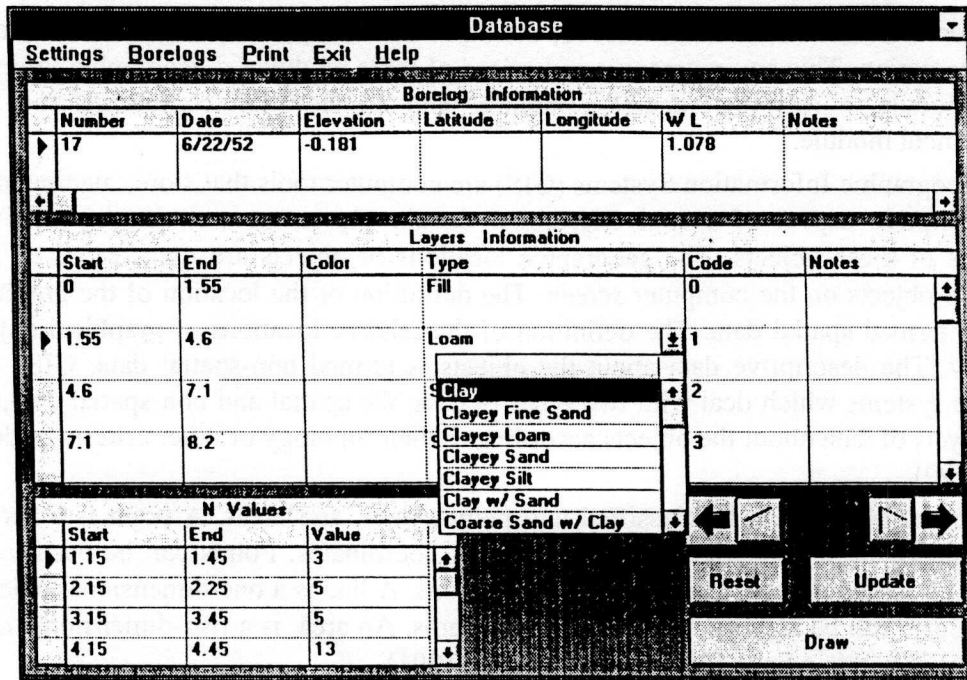 Database
Settings Borelogs Print Exit Help
Borelog Information
Number Date Elevation Latitude Longitude W L Notes
17 6/22/52 -0.181 1.078
Layers Information
Start End Color Type Code Notes
0 1.55 Fill 0
1.55 4.6 Loam 1
4.6 7.1 S 2
7.1 8.2 S 3
Clay
Clayey Fine Sand
Clayey Loam
Clayey Sand
Clayey Silt
Clay w/ Sand
Coarse Sand w/ Clay
N Values
Start End Value
1.15 1.45 3
2.15 2.25 5
3.15 3.45 5
4.15 4.45 13
Reset Update
Draw